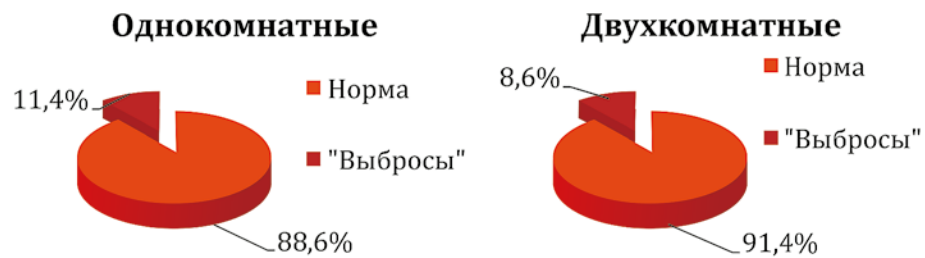 Однокомнатные
11,4%
Норма
"Выбросы"
88,6%
Двухкомнатные
8,6%
Норма
"Выбросы"
91,4%